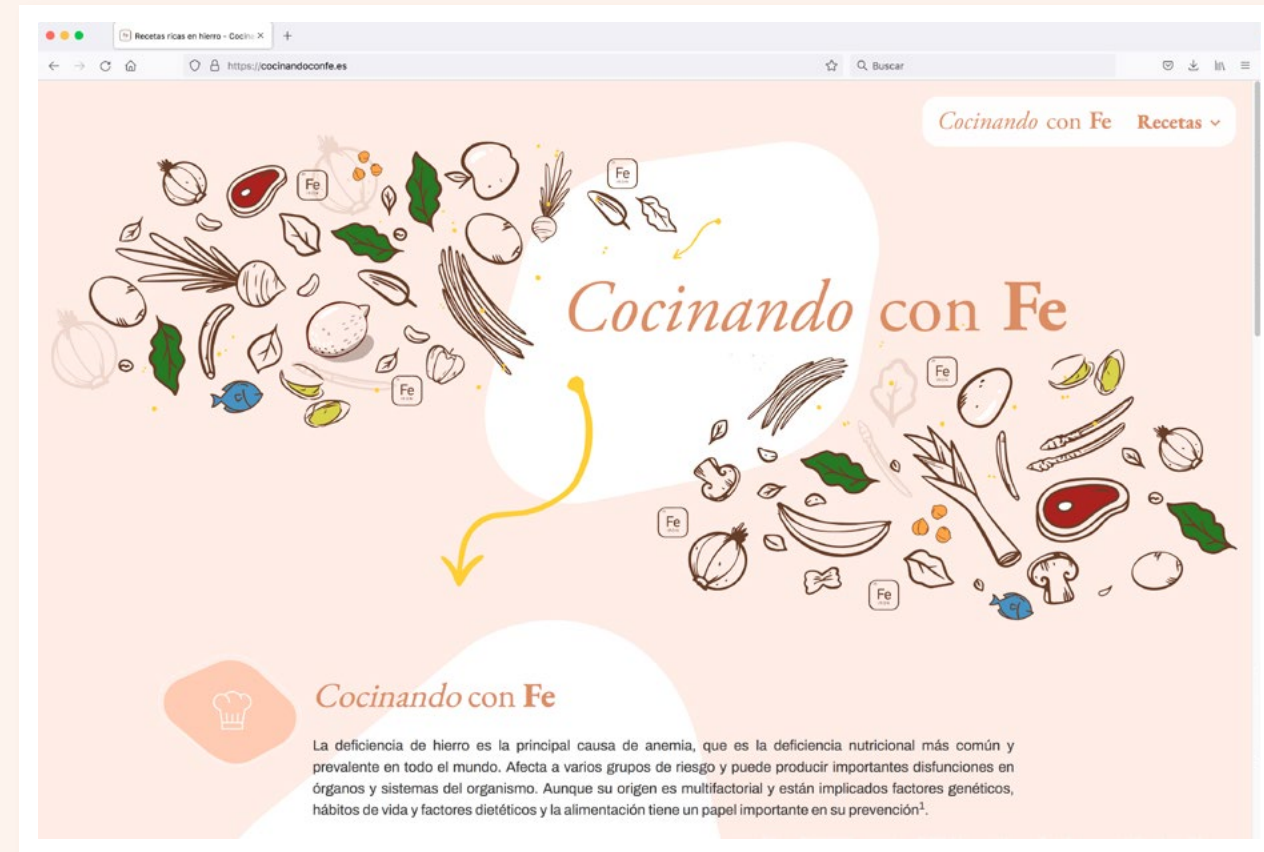 Recetas ricas en hierro - Cocina
https://cocinandoconfe.es
Buscar
Cocinando con Fe Recetas
Fe
Fe
Cocinando con Fe
Fe
Fe
Fe
Fe
Cocinando con Fe
La deficiencia de hierro es la principal causa de anemia, que es la deficiencia nutricional más común y
prevalente en todo el mundo. Afecta a varios grupos de riesgo y puede producir importantes disfunciones en
órganos y sistemas del organismo. Aunque su origen es multifactorial y están implicados factores genéticos,
hábitos de vida y factores dietéticos y la alimentación tiene un papel importante en su prevención¹.